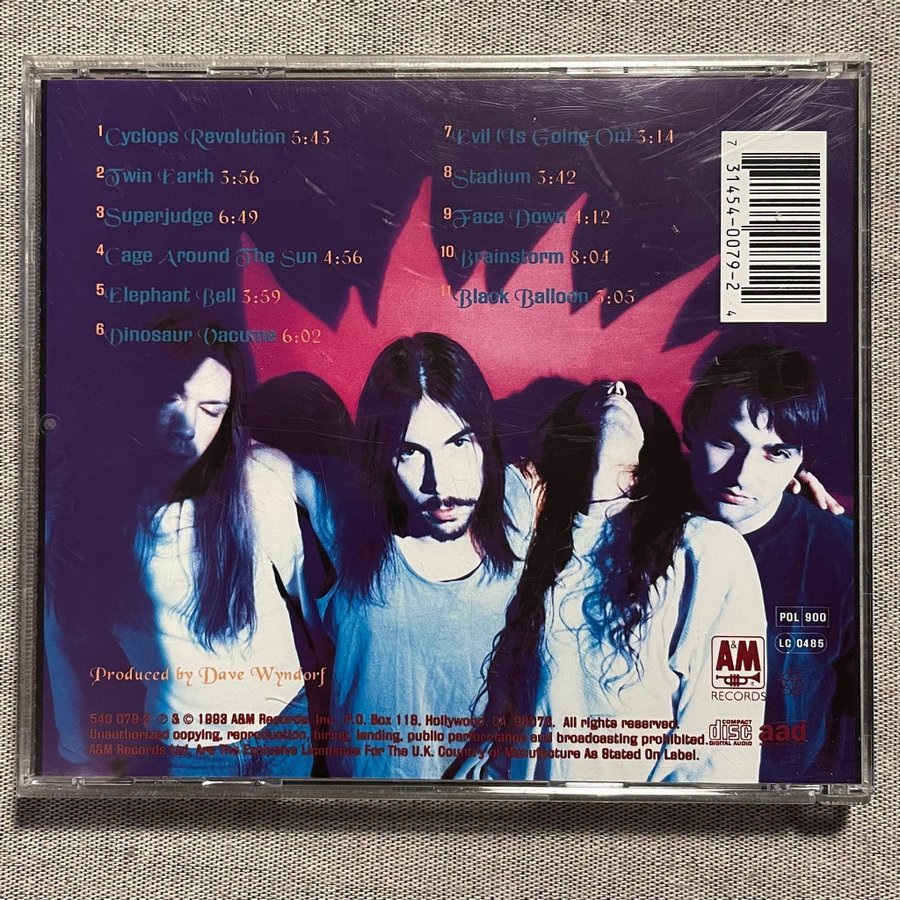 1 Cyclops Revolution 5:43
2 Twin Earth 3:56
3 Superjudge 6:49
4 Cage Around The Sun 4:56
5 Elephant Bell 3:59
6 Dinosaur Vacume 6:02
7 Evil (Is Going On) 3:14
8 Stadium 3:42
9 Face Down 4:12
10 Brainstorm 8:04
11 Black Balloon 3:05
7 31454-0079-2 4
POL 900
LC 0485
A&M
RECORDS
Produced by Dave Wyndorf
540 079-2 ℗ & © 1993 A&M Records, Inc., P.O. Box 118, Hollywood, CA 90078. All rights reserved.
Unauthorized copying, reproduction, hiring, lending, public performance and broadcasting prohibited.
A&M Records Ltd. Are The Exclusive Licensees For The U.K. Country of Manufacture As Stated On Label.
COMPACT
disc
DIGITAL AUDIO
aad